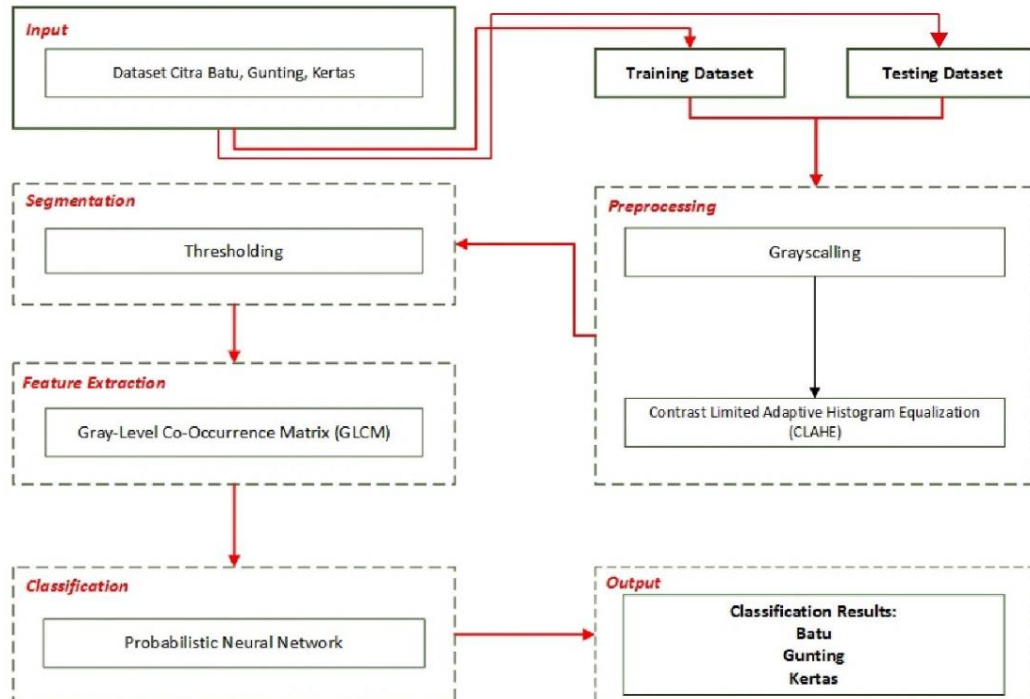 Input
Dataset Citra Batu, Gunting, Kertas
Training Dataset
Testing Dataset
Segmentation
Thresholding
Preprocessing
Grayscalling
Contrast Limited Adaptive Histogram Equalization
(CLAHE)
Feature Extraction
Gray-Level Co-Occurrence Matrix (GLCM)
Classification
Probabilistic Neural Network
Output
Classification Results:
Batu
Gunting
Kertas